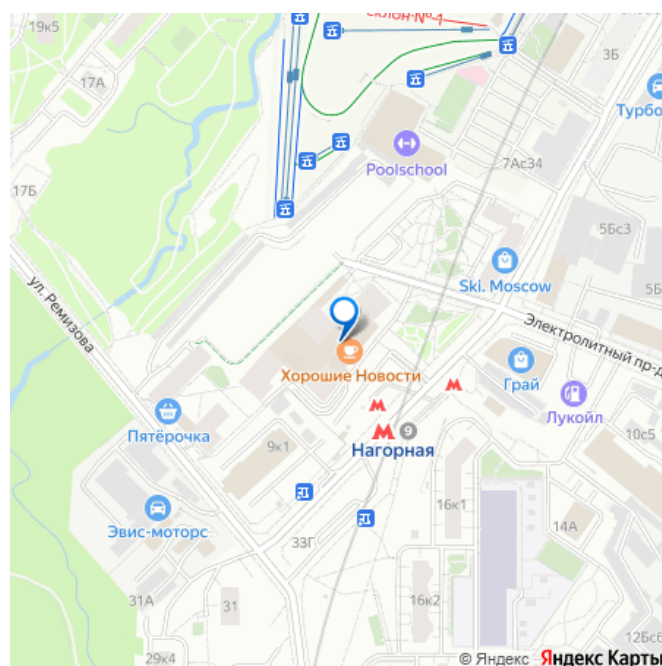 19к5
склон-№-1
3Б
17А
Турбо
Poolschool
7Ас34
17Б
5Бс3
ул. Ремизова
Ski. Moscow
5Б
Электролитный пр-д
Хорошие Новости
Грай
Лукойл
Пятёрочка
9
10с5
Нагорная
9к1
16к1
Эвис-моторс
14А
33Г
31А
31
16к2
12Бс6
29к4
© Яндекс Яндекс Карты